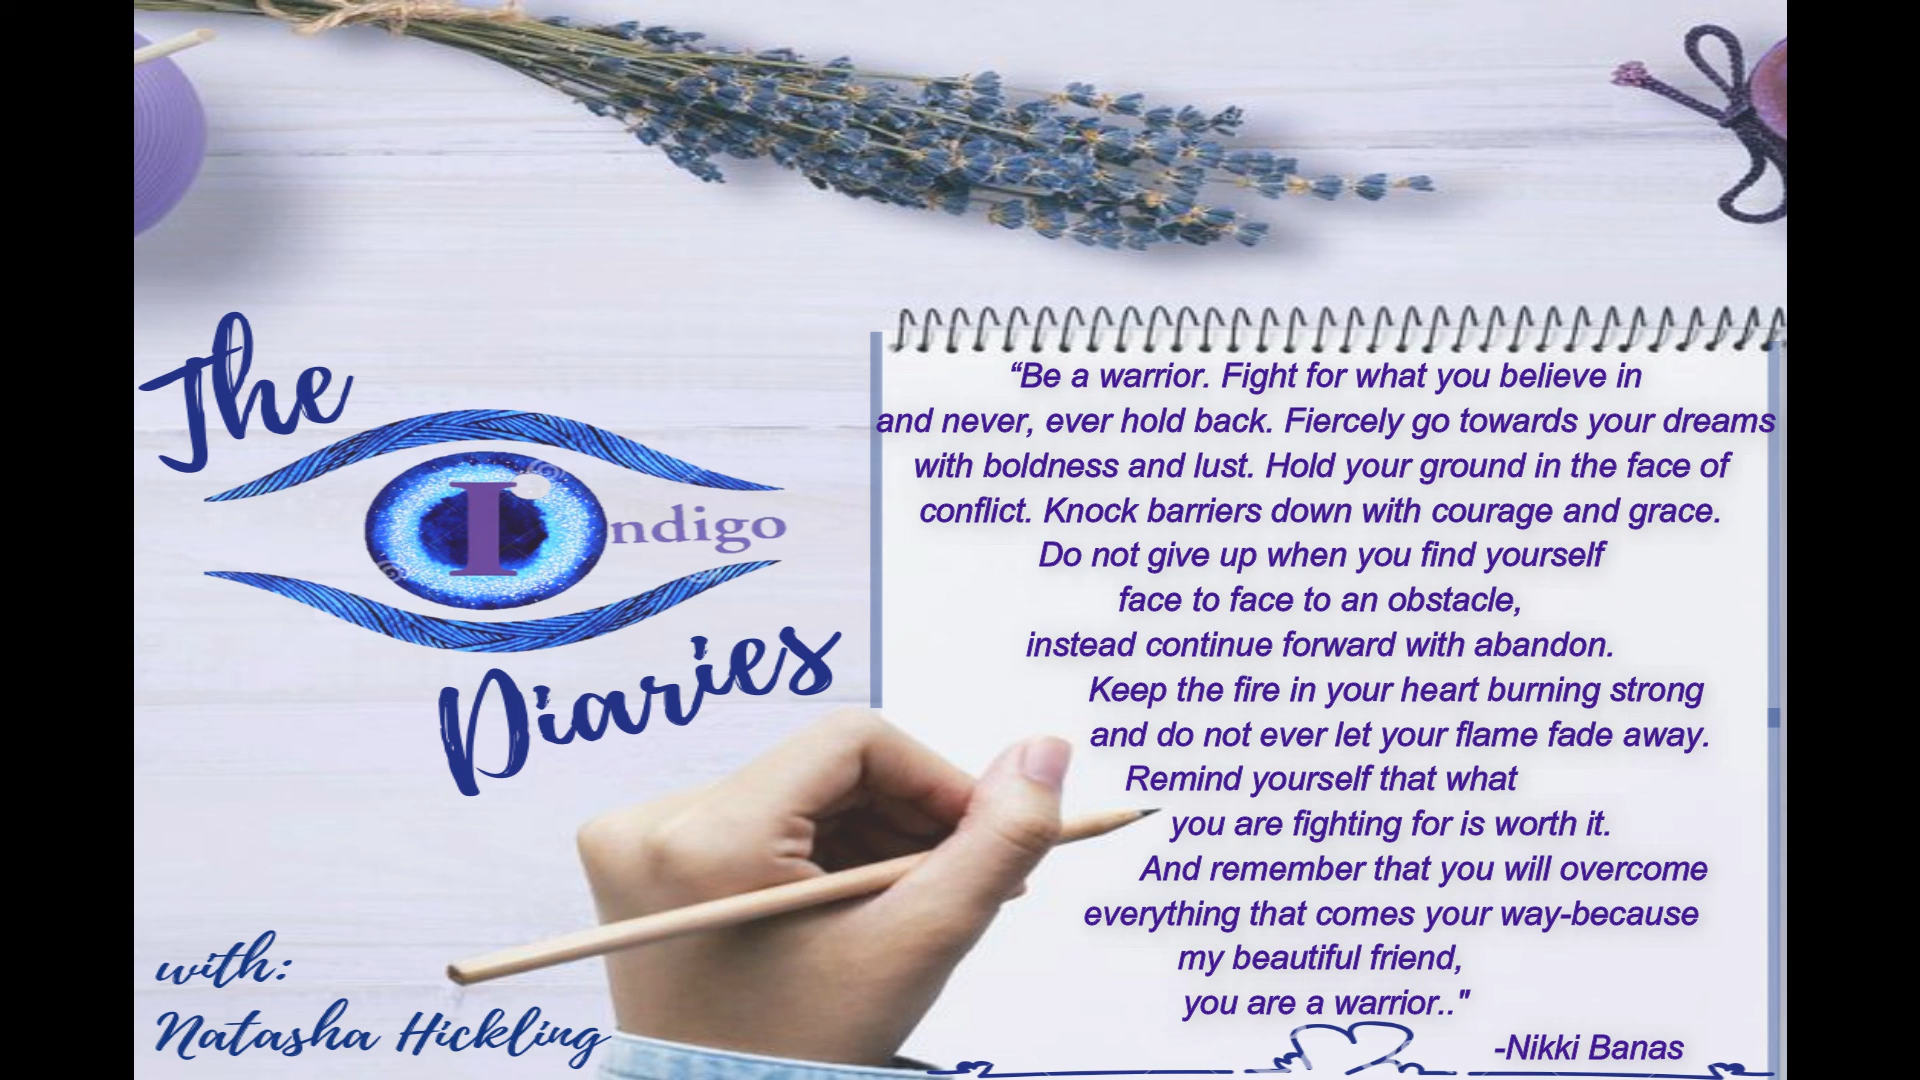 The
Indigo
Diaries
with:
Natasha Hickling
“Be a warrior. Fight for what you believe in
and never, ever hold back. Fiercely go towards your dreams
with boldness and lust. Hold your ground in the face of
conflict. Knock barriers down with courage and grace.
Do not give up when you find yourself
face to face to an obstacle,
instead continue forward with abandon.
Keep the fire in your heart burning strong
and do not ever let your flame fade away.
Remind yourself that what
you are fighting for is worth it.
And remember that you will overcome
everything that comes your way-because
my beautiful friend,
you are a warrior.."
-Nikki Banas